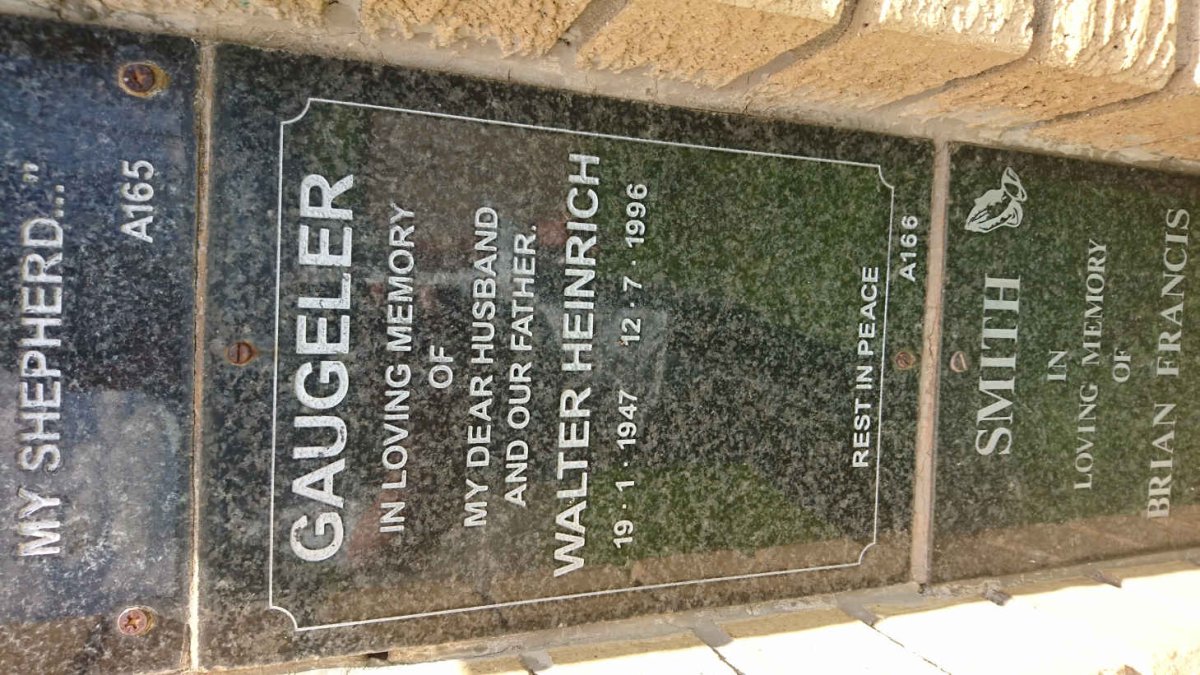 MY SHEPHERD..."
A165
GAUGELER
IN LOVING MEMORY
OF
MY DEAR HUSBAND
AND OUR FATHER.
WALTER HEINRICH
19 · 1 · 1947 12 · 7 · 1996
REST IN PEACE
A166
SMITH
IN
LOVING MEMORY
OF
BRIAN FRANCIS